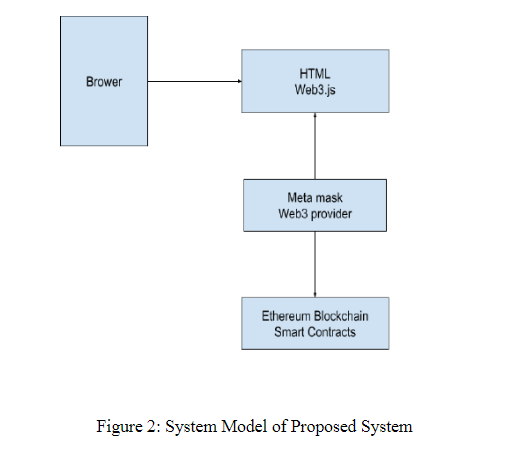 Brower
HTML
Web3.js
Meta mask
Web3 provider
Ethereum Blockchain
Smart Contracts
Figure 2: System Model of Proposed System